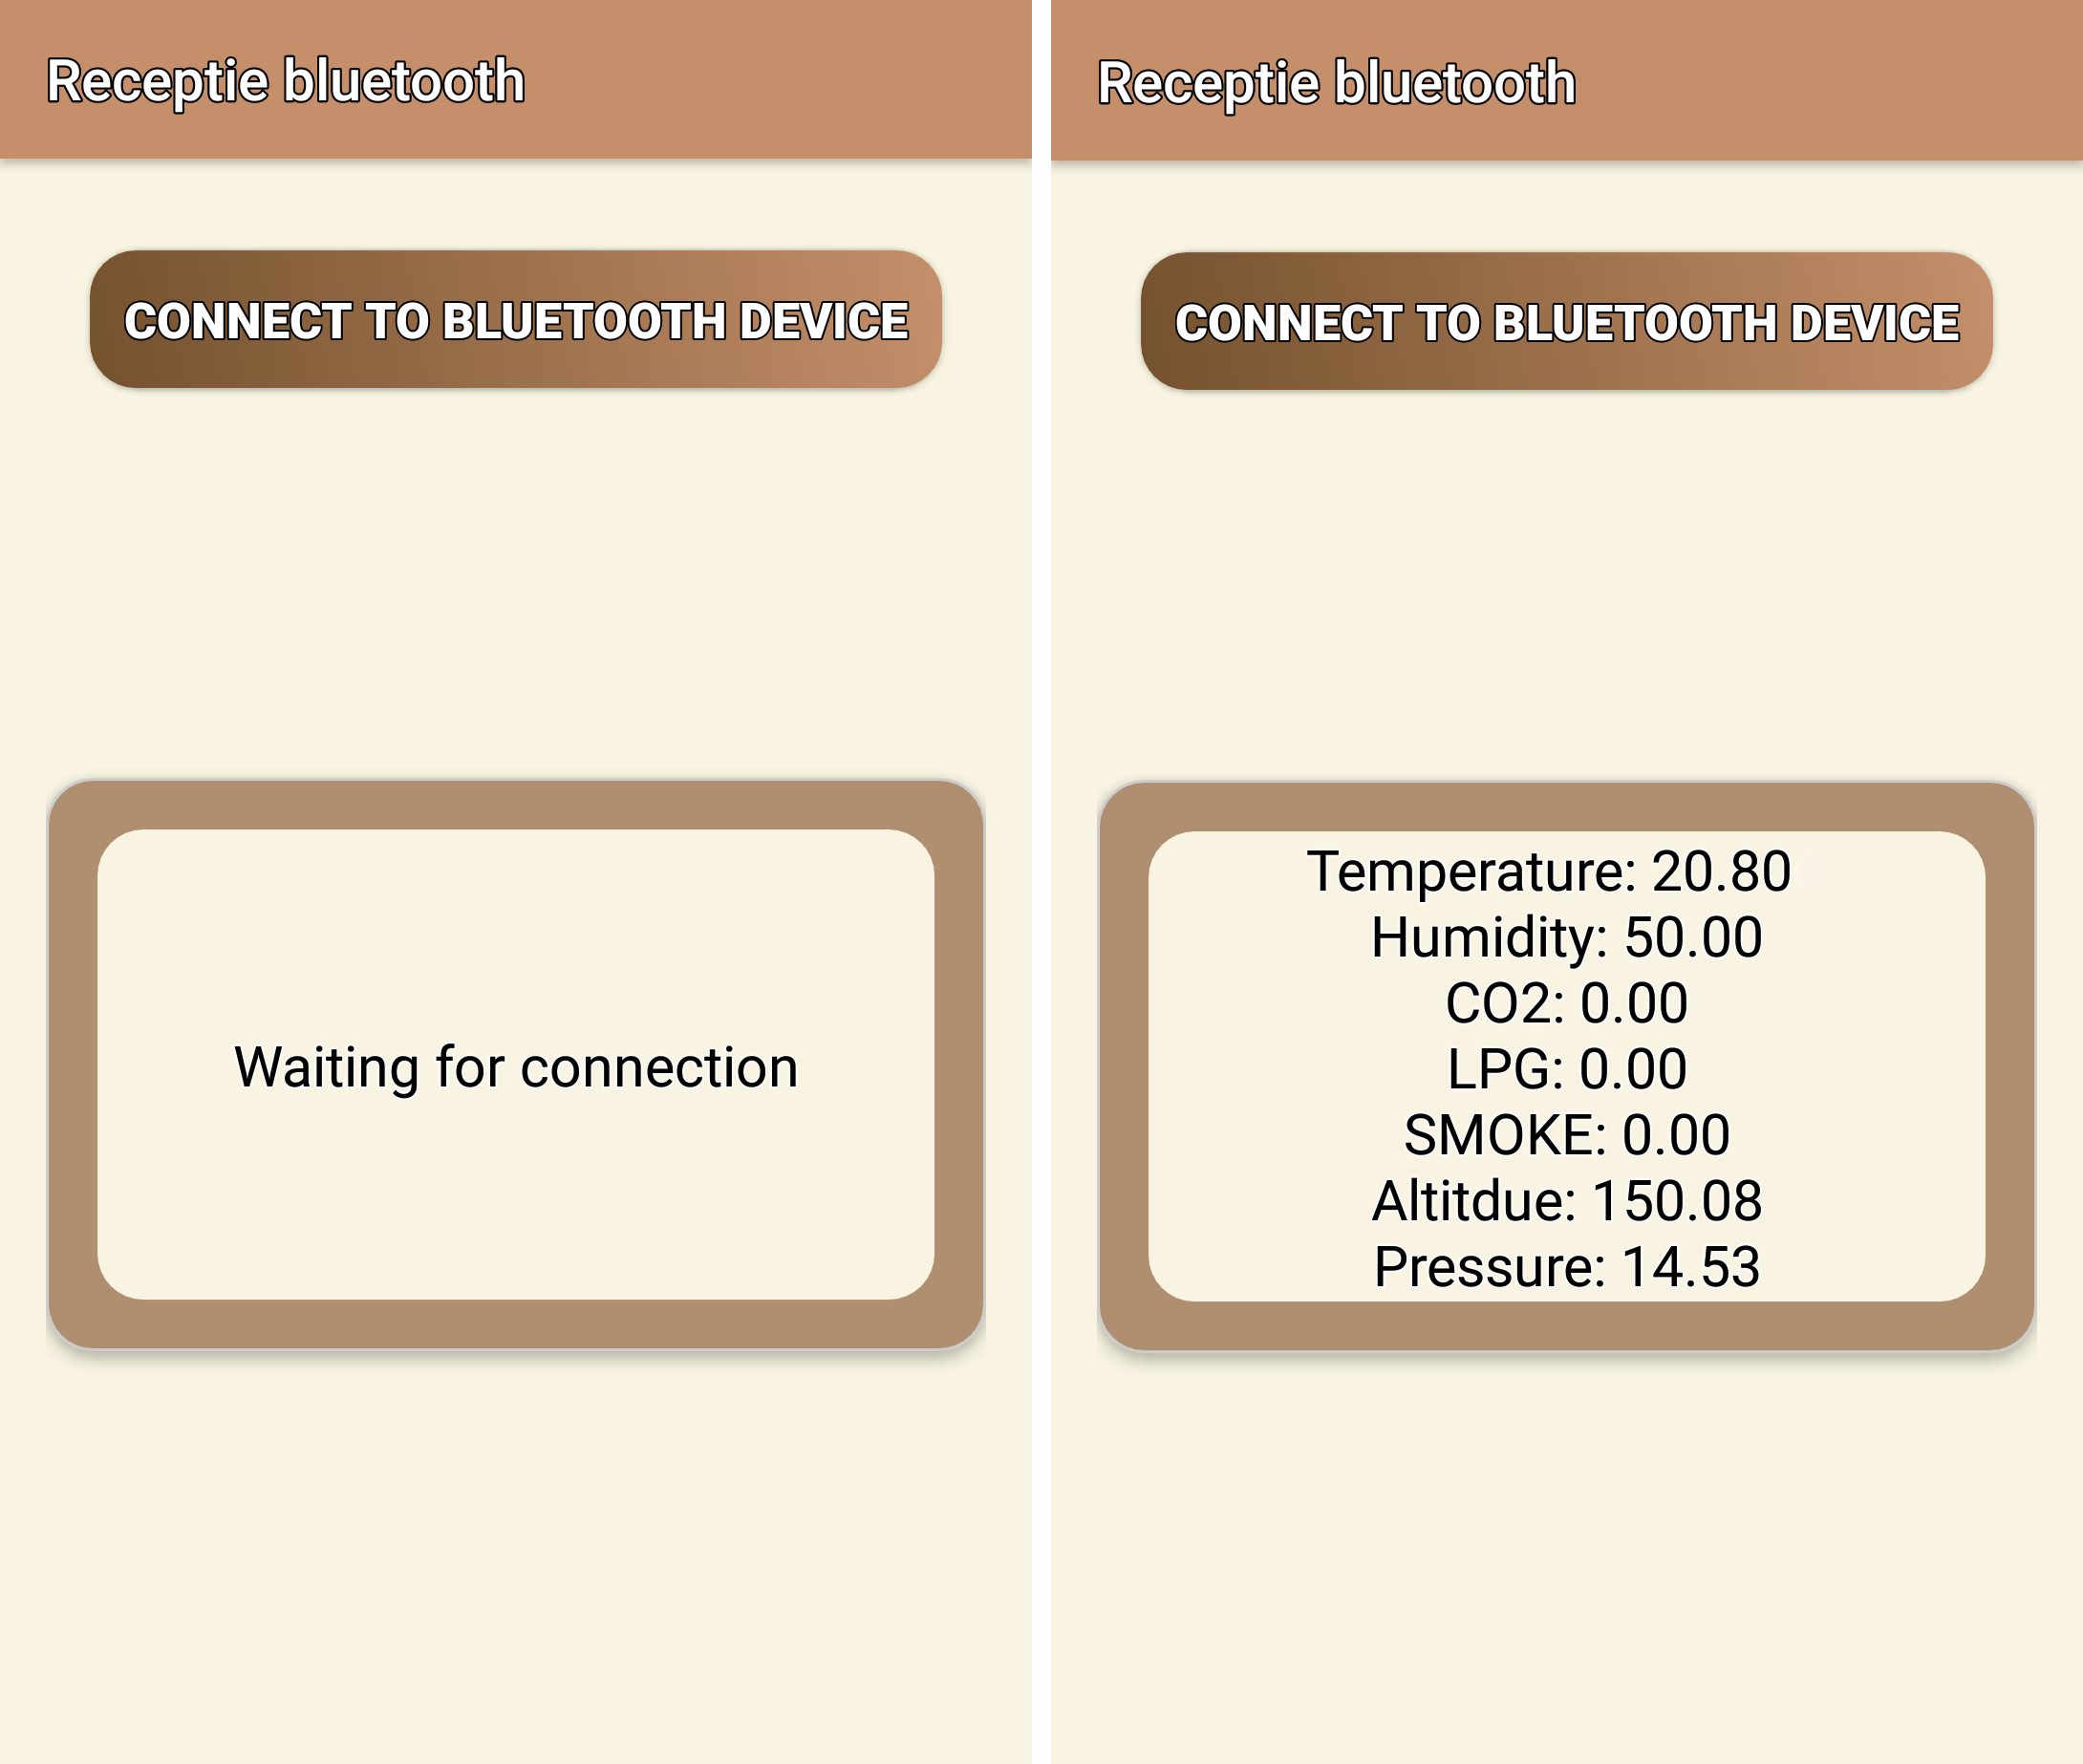 Receptie bluetooth
CONNECT TO BLUETOOTH DEVICE
Waiting for connection
Receptie bluetooth
CONNECT TO BLUETOOTH DEVICE
Temperature: 20.80
Humidity: 50.00
CO2: 0.00
LPG: 0.00
SMOKE: 0.00
Altitdue: 150.08
Pressure: 14.53